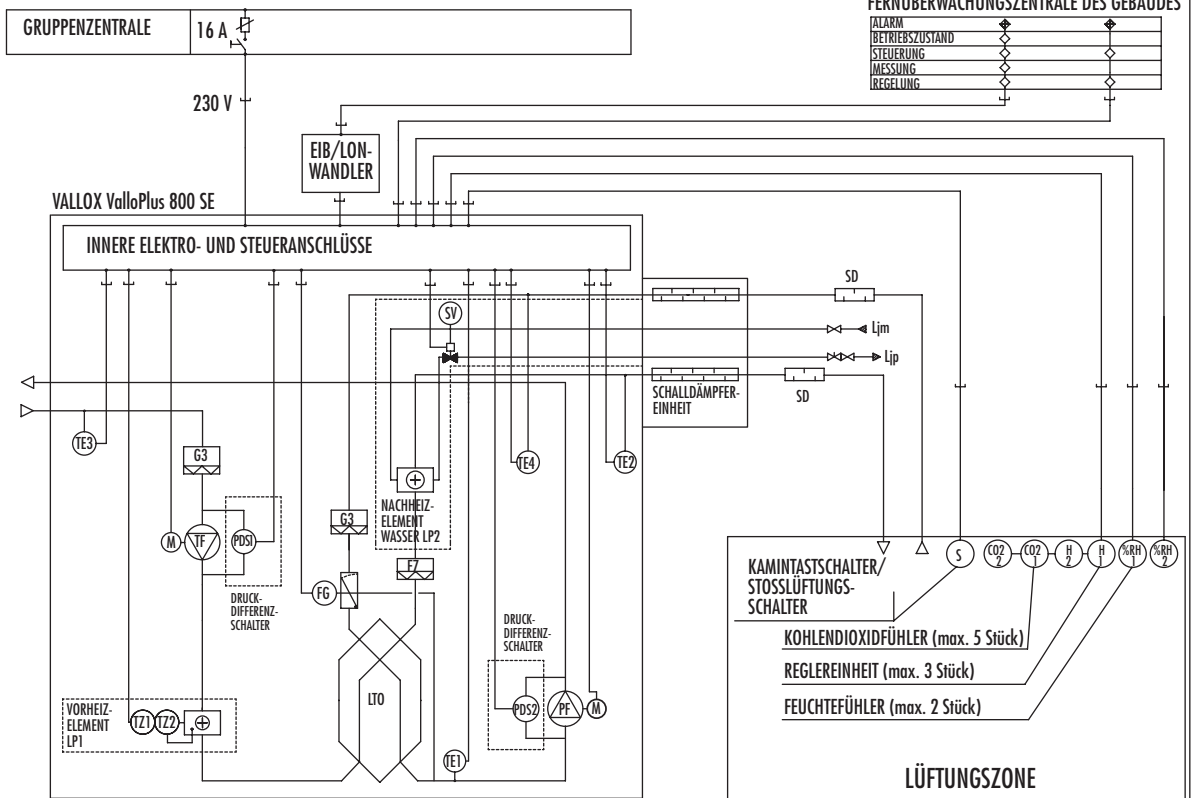 FERNÜBERWACHUNGSZENTRALE DES GEBÄUDES
GRUPPENZENTRALE
16 A
ALARM
BETRIEBSZUSTAND
STEUERUNG
MESSUNG
REGELUNG
230 V
EIB/LON-
WANDLER
VALLOX ValloPlus 800 SE
INNERE ELEKTRO- UND STEUERANSCHLÜSSE
SD
SV
Ljm
Ljp
SCHALLDÄMPFER-
EINHEIT
SD
TE3
G3
TE4
TE2
NACHHEIZ-
ELEMENT
WASSER LP2
G3
M
TF
PDS1
F7
FG
DRUCK-
DIFFERENZ-
SCHALTER
DRUCK-
DIFFERENZ-
SCHALTER
LTO
PDS2
PF
M
VORHEIZ-
ELEMENT
LP1
TZ1
TZ2
TE1
S
CO2
2
CO2
1
H
2
H
1
%RH
1
%RH
2
KAMINTASTSCHALTER/
STOSSLÜFTUNGS-
SCHALTER
KOHLENDIOXIDFÜHLER (max. 5 Stück)
REGLEREINHEIT (max. 3 Stück)
FEUCHTEFÜHLER (max. 2 Stück)
LÜFTUNGSZONE